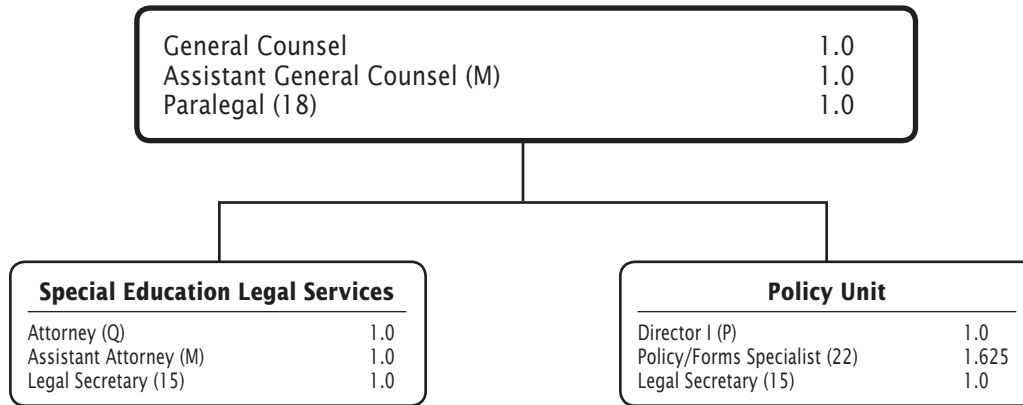 General Counsel 1.0
Assistant General Counsel (M) 1.0
Paralegal (18) 1.0
Special Education Legal Services
Attorney (Q) 1.0
Assistant Attorney (M) 1.0
Legal Secretary (15) 1.0
Policy Unit
Director I (P) 1.0
Policy/Forms Specialist (22) 1.625
Legal Secretary (15) 1.0